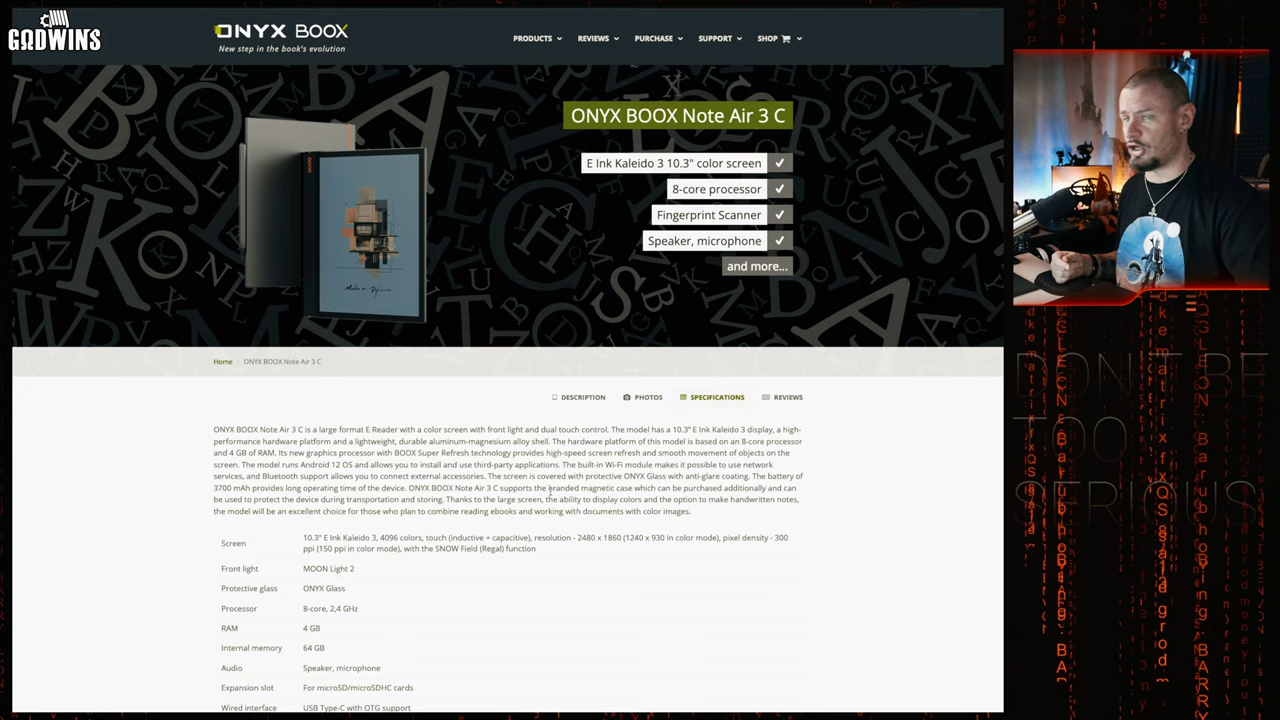 GODWINS
ONYX BOOX
New step in the book's evolution
PRODUCTS REVIEWS PURCHASE SUPPORT SHOP
ONYX BOOX Note Air 3 C
E Ink Kaleido 3 10.3" color screen
8-core processor
Fingerprint Scanner
Speaker, microphone
and more...
Home ONYX BOOX Note Air 3 C
DESCRIPTION PHOTOS SPECIFICATIONS REVIEWS
ONYX BOOX Note Air 3 C is a large format E Reader with a color screen with front light and dual touch control. The model has a 10.3" E Ink Kaleido 3 display, a high-
performance hardware platform and a lightweight, durable aluminum-magnesium alloy shell. The hardware platform of this model is based on an 8-core processor
and 4 GB of RAM. Its new graphics processor with BOOX Super Refresh technology provides high-speed screen refresh and smooth movement of objects on the
screen. The model runs Android 12 OS and allows you to install and use third-party applications. The built-in Wi-Fi module makes it possible to use network
services, and Bluetooth support allows you to connect external accessories. The screen is covered with protective ONYX Glass with anti-glare coating. The battery of
3700 mAh provides long operating time of the device. ONYX BOOX Note Air 3 C supports the branded magnetic case which can be purchased additionally and can
be used to protect the device during transportation and storing. Thanks to the large screen, the ability to display colors and the option to make handwritten notes,
the model will be an excellent choice for those who plan to combine reading ebooks and working with documents with color images.
Screen 10.3" E Ink Kaleido 3, 4096 colors, touch (inductive + capacitive), resolution - 2480 x 1860 (1240 x 930 in color mode), pixel density - 300
ppi (150 ppi in color mode), with the SNOW Field (Regal) function
Front light MOON Light 2
Protective glass ONYX Glass
Processor 8-core, 2,4 GHz
RAM 4 GB
Internal memory 64 GB
Audio Speaker, microphone
Expansion slot For microSD/microSDHC cards
Wired interface USB Type-C with OTG support
DON'T BE
TOO
SERIOUS